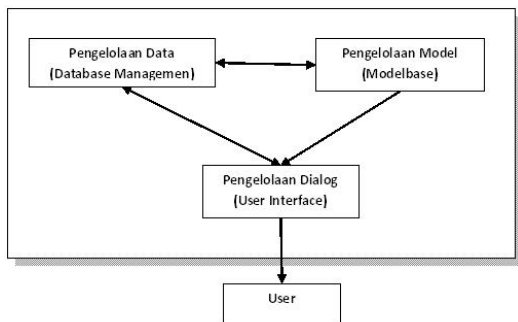 Pengelolaan Data
(Database Managemen)
Pengelolaan Model
(Modelbase)
Pengelolaan Dialog
(User Interface)
User